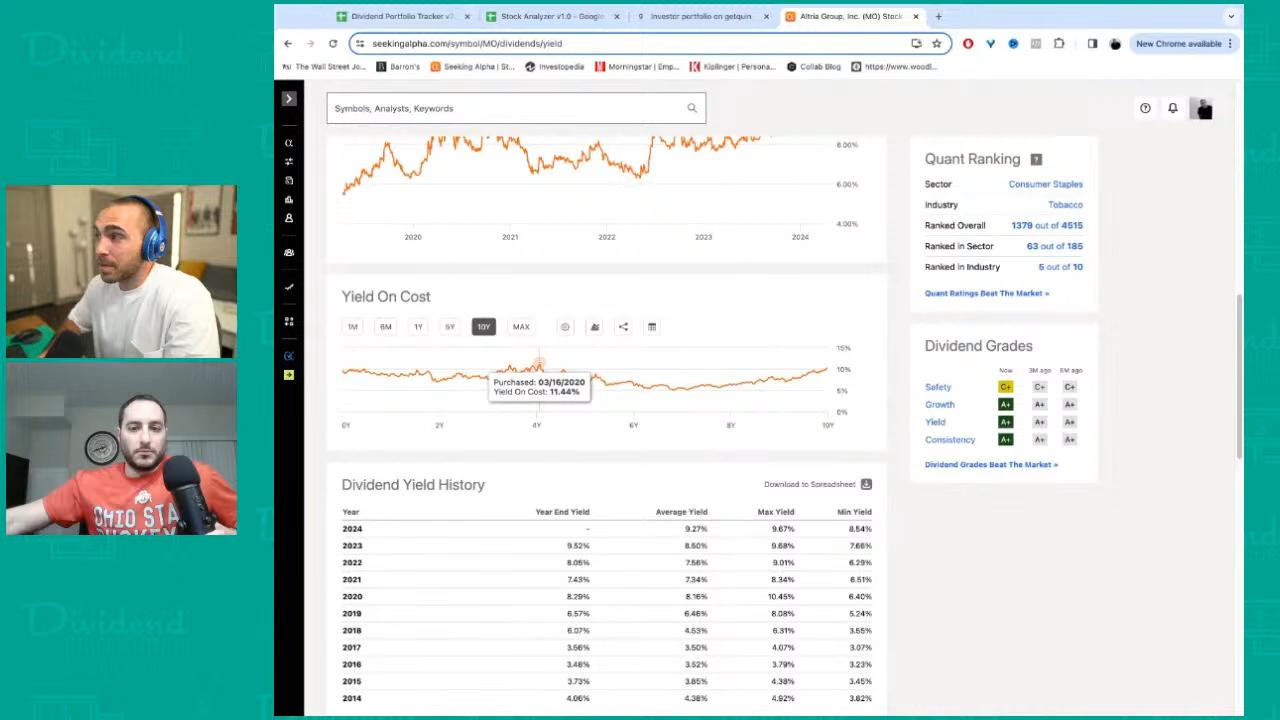 Dividend
Dividend Portfolio Tracker v2.
Stock Analyzer v1.0 - Google
Investor portfolio on getquin
Altria Group, Inc. (MO) Stock
seekingalpha.com/symbol/MO/dividends/yield
New Chrome available
The Wall Street Jo...
Barron's
Seeking Alpha | St...
Investopedia
Morningstar | Emp...
Kiplinger | Persona...
Collab Blog
https://www.woodl...
Symbols, Analysts, Keywords
8.00%
6.00%
4.00%
2020 2021 2022 2023 2024
Quant Ranking ?
Sector Consumer Staples
Industry Tobacco
Ranked Overall 1379 out of 4515
Ranked in Sector 63 out of 185
Ranked in Industry 5 out of 10
Quant Ratings Beat The Market »
Yield On Cost
1M 6M 1Y 5Y 10Y MAX
15%
10%
5%
0%
Purchased: 03/16/2020
Yield On Cost: 11.44%
0Y 2Y 4Y 6Y 8Y 10Y
Dividend Grades
Now 3M ago 6M ago
Safety C+ C+ C+
Growth A+ A+ A+
Yield A+ A+ A+
Consistency A+ A+ A+
Dividend Grades Beat The Market »
Dividend Yield History
Download to Spreadsheet
Year Year End Yield Average Yield Max Yield Min Yield
2024 - 9.27% 9.67% 8.54%
2023 9.52% 8.50% 9.68% 7.66%
2022 8.05% 7.56% 9.01% 6.29%
2021 7.43% 7.34% 8.34% 6.51%
2020 8.29% 8.16% 10.45% 6.40%
2019 6.57% 6.46% 8.08% 5.24%
2018 6.07% 4.53% 6.31% 3.55%
2017 3.56% 3.50% 4.07% 3.07%
2016 3.48% 3.52% 3.79% 3.23%
2015 3.73% 3.85% 4.38% 3.45%
2014 4.06% 4.38% 4.92% 3.82%
OHIO STA
Dividend